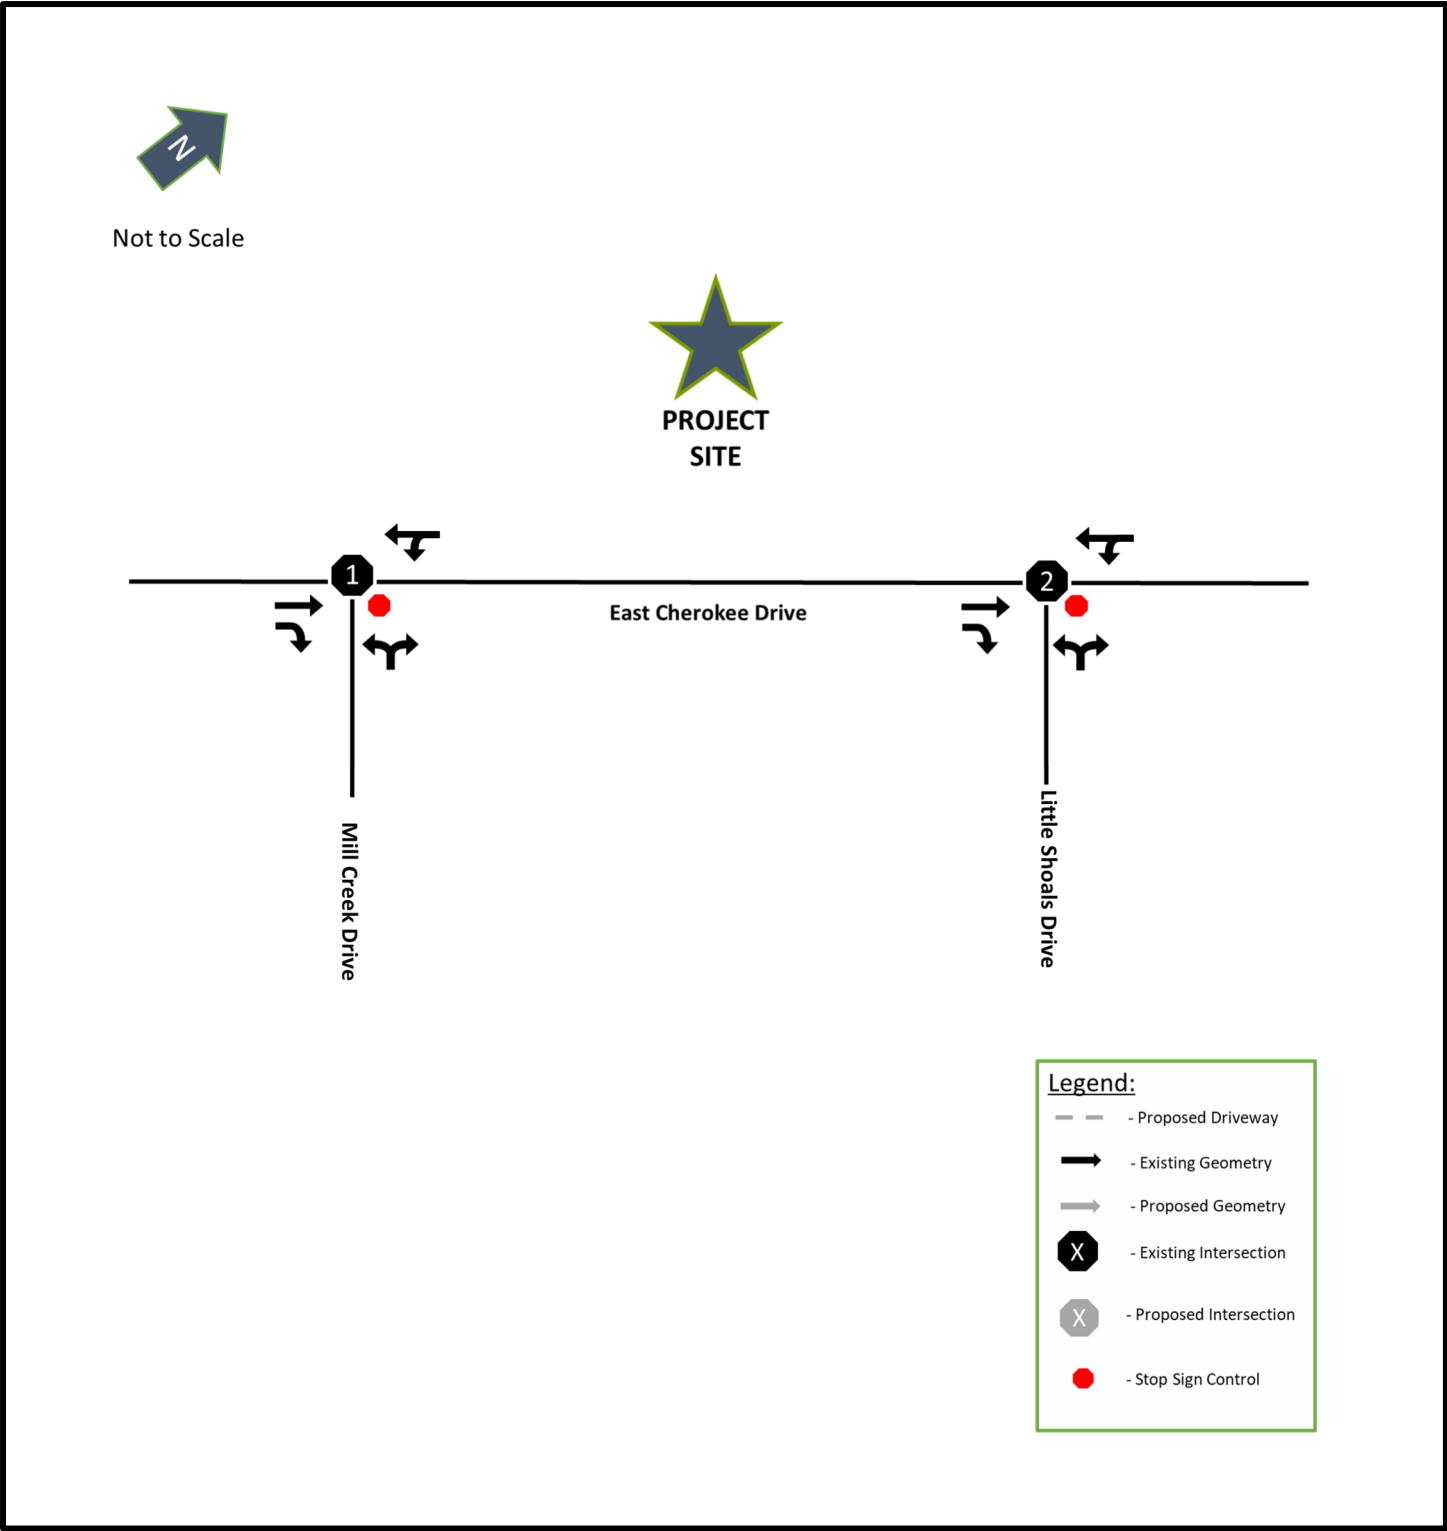 N
Not to Scale
PROJECT
SITE
1
2
East Cherokee Drive
Mill Creek Drive
Little Shoals Drive
Legend:
- Proposed Driveway
- Existing Geometry
- Proposed Geometry
X - Existing Intersection
X - Proposed Intersection
- Stop Sign Control